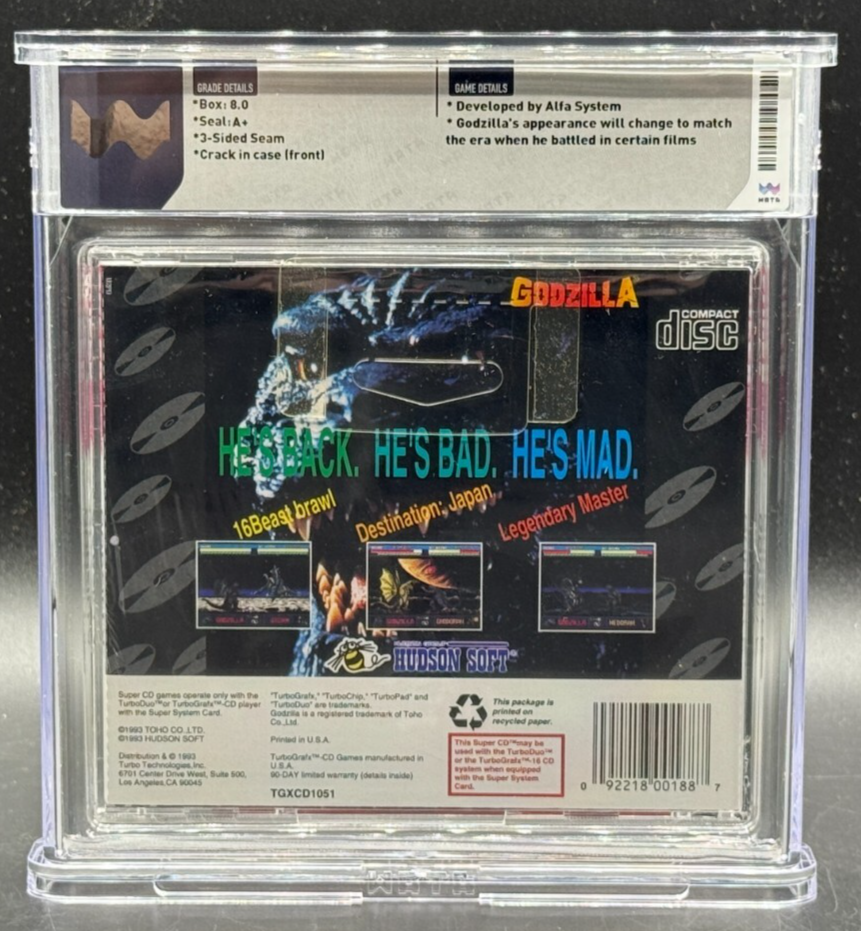 GRADE DETAILS
*Box: 8.0
*Seal: A+
*3-Sided Seam
*Crack in case (front)
GAME DETAILS
* Developed by Alfa System
* Godzilla's appearance will change to match
the era when he battled in certain films
WATA
GODZILLA
COMPACT
disc
HE'S BACK. HE'S BAD. HE'S MAD.
16Beast brawl
Destination: Japan
Legendary Master
GODZILLA
GODZILLA
GHIDORAH
GODZILLA
HEDORAH
HUDSON SOFT
Super CD games operate only with the
TurboDuo™or TurboGrafx™-CD player
with the Super System Card.
©1993 TOHO CO.,LTD.
©1993 HUDSON SOFT
Distribution & © 1993
Turbo Technologies,Inc.
6701 Center Drive West, Suite 500,
Los Angeles,CA 90045
"TurboGrafx," "TurboChip," "TurboPad" and
"TurboDuo" are trademarks.
Godzilla is a registered trademark of Toho
Co.,Ltd.
Printed in U.S.A.
TurboGrafx™-CD Games manufactured in
U.S.A.
90-DAY limited warranty (details inside)
TGXCD1051
This package is
printed on
recycled paper.
This Super CD™may be
used with the TurboDuo™
or the TurboGrafx™-16 CD
system when equipped
with the Super System
Card.
0 92218 00188 7
WATA